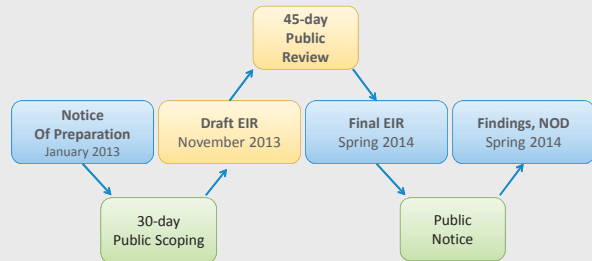 45-day
Public
Review
Notice
Of Preparation
January 2013
Draft EIR
November 2013
Final EIR
Spring 2014
Findings, NOD
Spring 2014
30-day
Public Scoping
Public
Notice